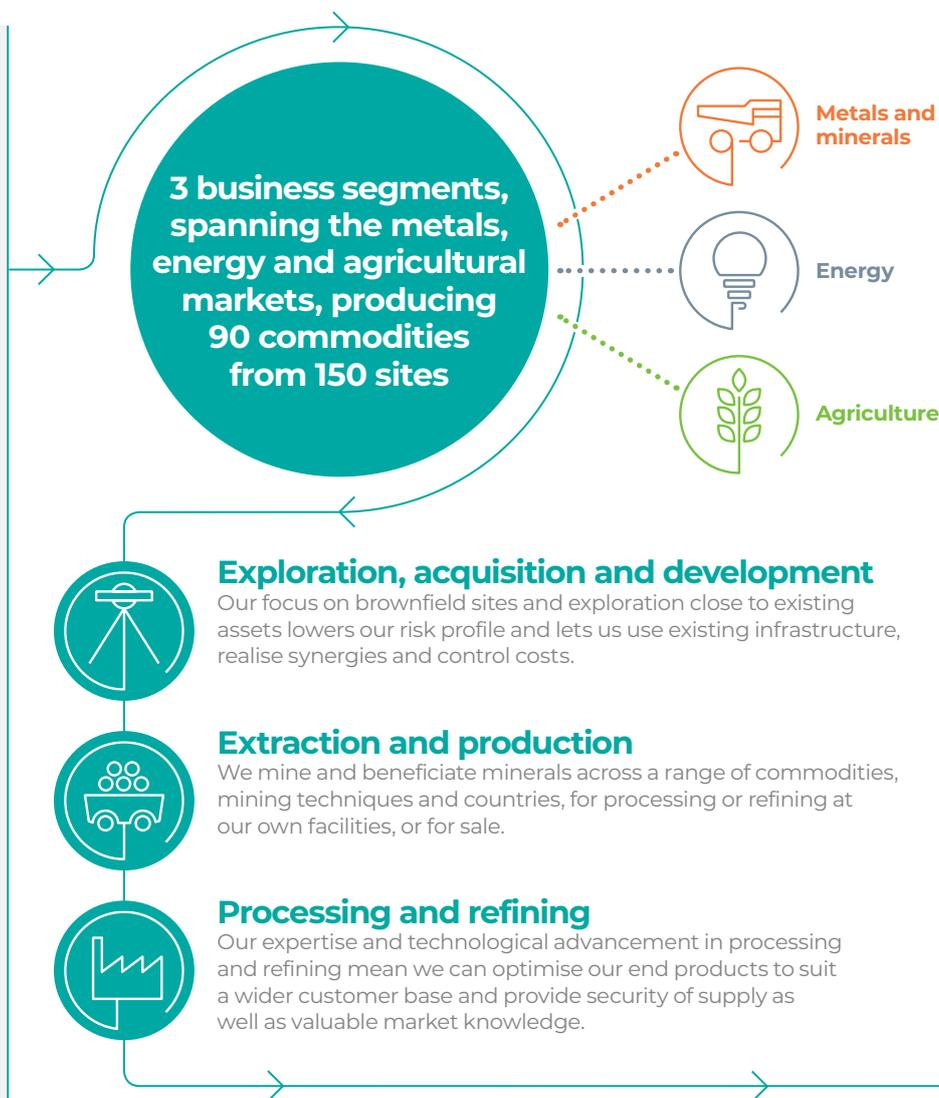 3 business segments,
spanning the metals,
energy and agricultural
markets, producing
90 commodities
from 150 sites
Metals and
minerals
Energy
Agriculture
Exploration, acquisition and development
Our focus on brownfield sites and exploration close to existing
assets lowers our risk profile and lets us use existing infrastructure,
realise synergies and control costs.
Extraction and production
We mine and beneficiate minerals across a range of commodities,
mining techniques and countries, for processing or refining at
our own facilities, or for sale.
Processing and refining
Our expertise and technological advancement in processing
and refining mean we can optimise our end products to suit
a wider customer base and provide security of supply as
well as valuable market knowledge.